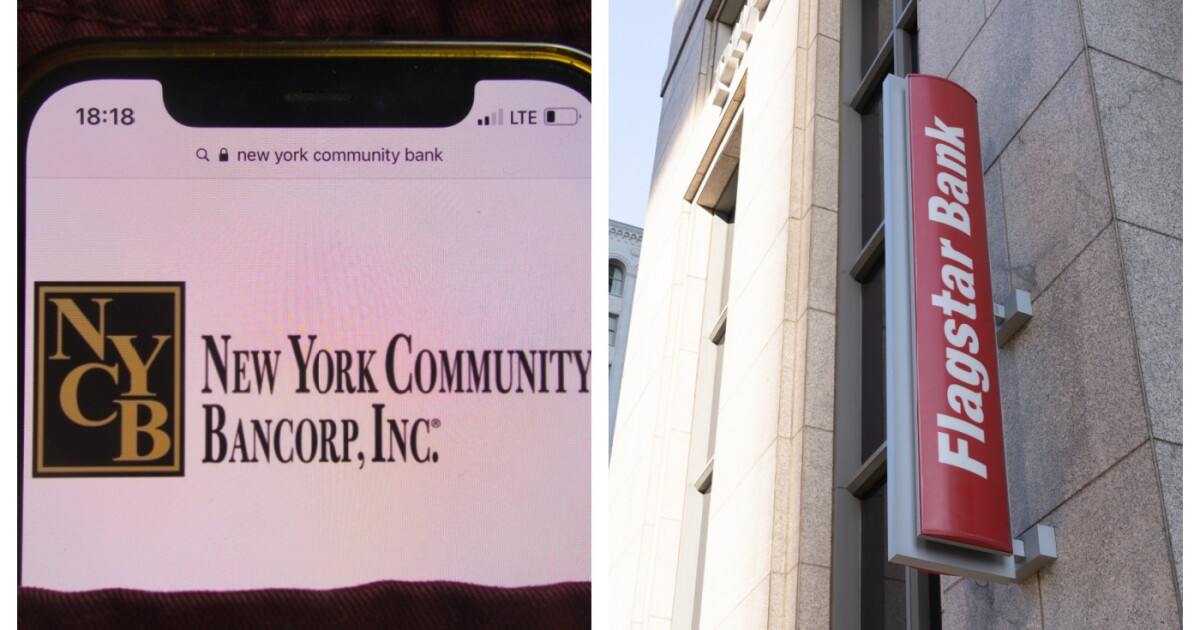 18:18
LTE
new york community bank
NYCB
NEW YORK COMMUNITY
BANCORP, INC.®
Flagstar Bank